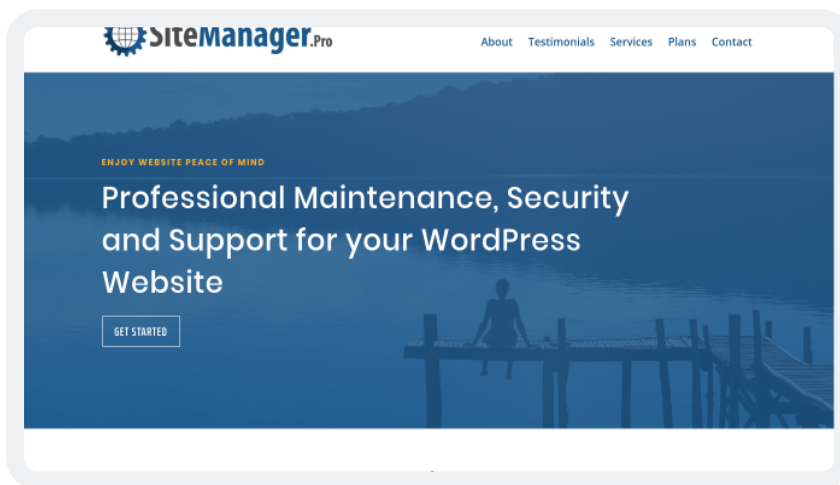 SiteManager.Pro
About Testimonials Services Plans Contact
ENJOY WEBSITE PEACE OF MIND
Professional Maintenance, Security
and Support for your WordPress
Website
GET STARTED